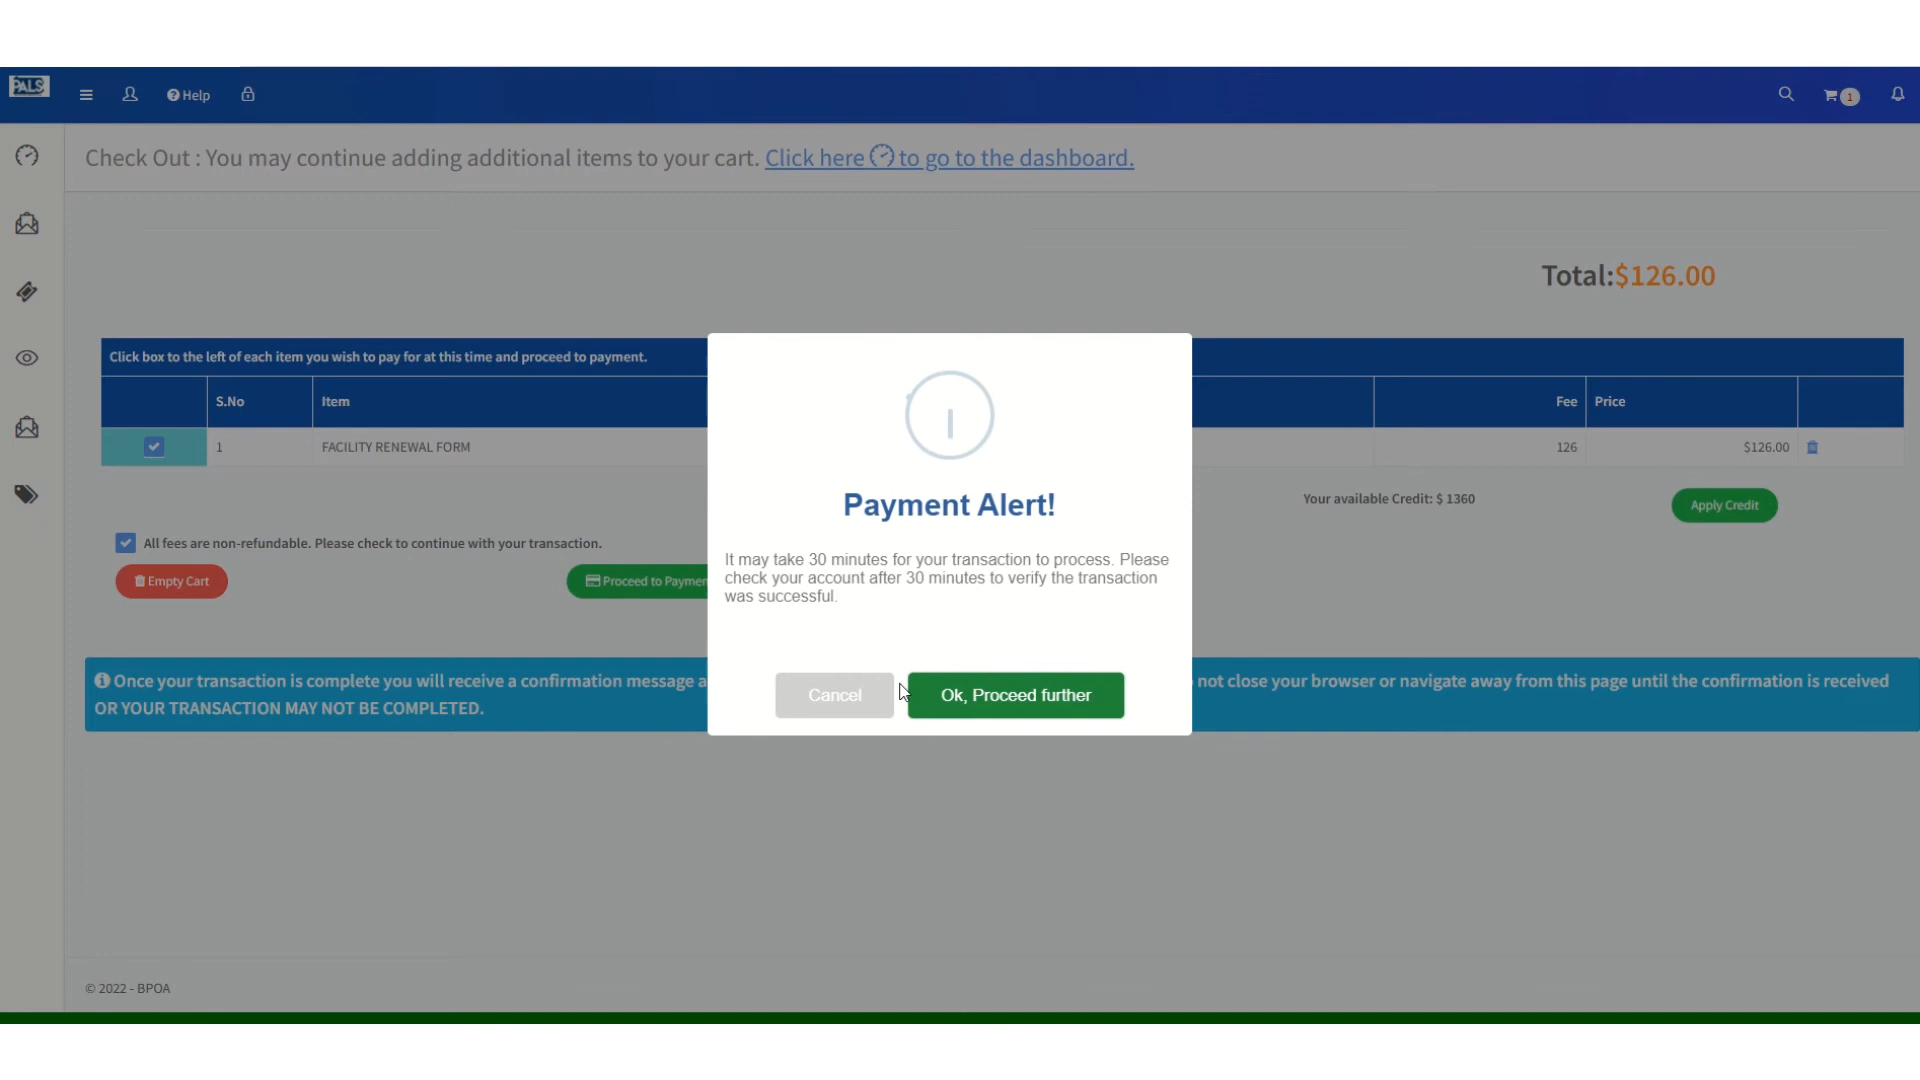 PALS
Help
1
Check Out : You may continue adding additional items to your cart. Click here to go to the dashboard.
Total:$126.00
Click box to the left of each item you wish to pay for at this time and proceed to payment.
S.No Item Fee Price
1 FACILITY RENEWAL FORM 126 $126.00
Your available Credit: $ 1360 Apply Credit
All fees are non-refundable. Please check to continue with your transaction.
Empty Cart Proceed to Paymen
Payment Alert!
It may take 30 minutes for your transaction to process. Please
check your account after 30 minutes to verify the transaction
was successful.
Cancel Ok, Proceed further
Once your transaction is complete you will receive a confirmation message a
not close your browser or navigate away from this page until the confirmation is received
OR YOUR TRANSACTION MAY NOT BE COMPLETED.
© 2022 - BPOA